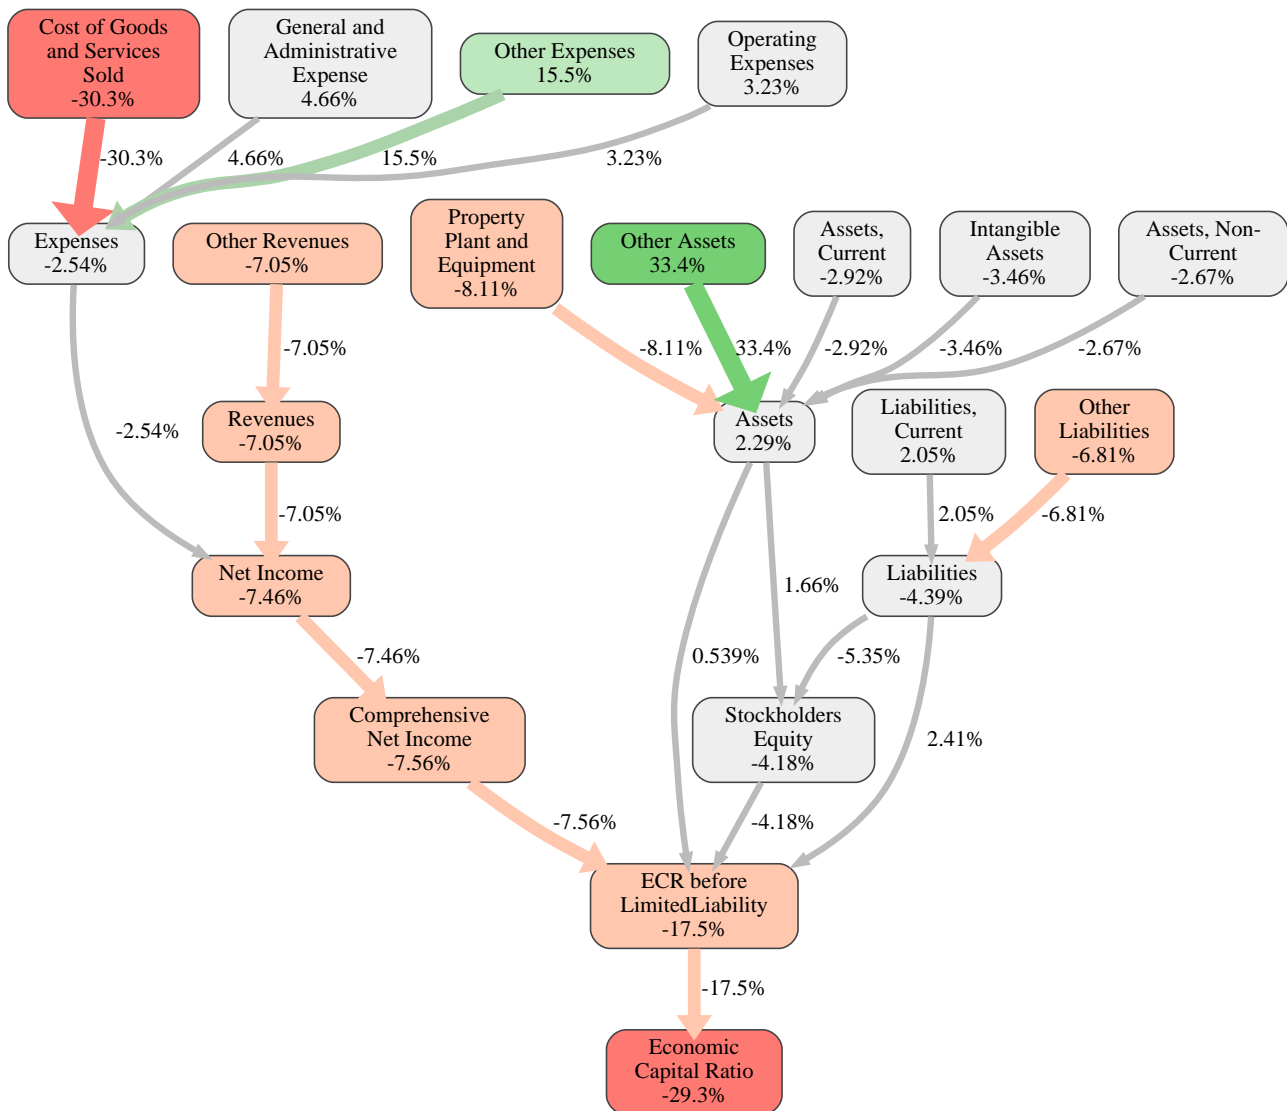 Cost of Goods
and Services
Sold
-30.3%
General and
Administrative
Expense
4.66%
Other Expenses
15.5%
Operating
Expenses
3.23%
-30.3%
4.66%
15.5%
3.23%
Expenses
-2.54%
Other Revenues
-7.05%
Property
Plant and
Equipment
-8.11%
Other Assets
33.4%
Assets,
Current
-2.92%
Intangible
Assets
-3.46%
Assets, Non-
Current
-2.67%
-7.05%
-8.11%
33.4%
-2.92%
-3.46%
-2.67%
-2.54%
Revenues
-7.05%
Assets
2.29%
Liabilities,
Current
2.05%
Other
Liabilities
-6.81%
-7.05%
2.05%
-6.81%
Net Income
-7.46%
1.66%
Liabilities
-4.39%
-7.46%
0.539%
-5.35%
2.41%
Comprehensive
Net Income
-7.56%
Stockholders
Equity
-4.18%
-7.56%
-4.18%
ECR before
LimitedLiability
-17.5%
-17.5%
Economic
Capital Ratio
-29.3%